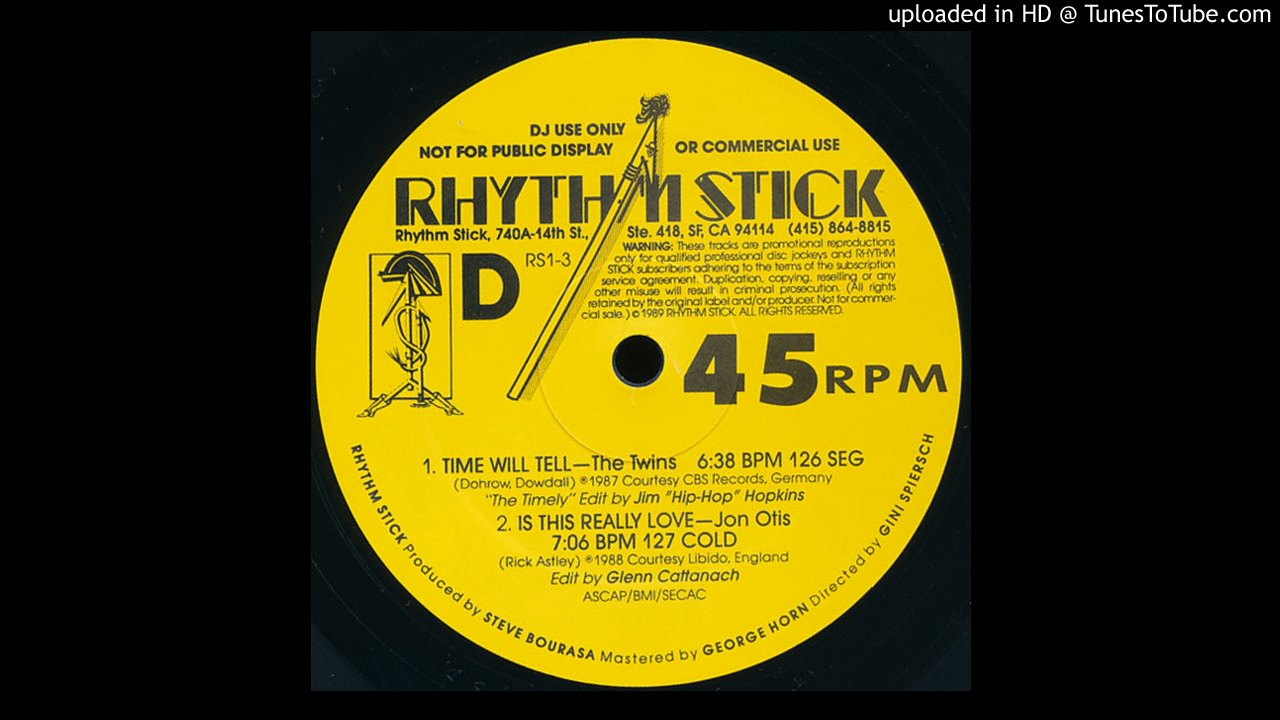 uploaded in HD @ TunesToTube.com
DJ USE ONLY
NOT FOR PUBLIC DISPLAY OR COMMERCIAL USE
RHYTHM STICK
Rhythm Stick, 740A-14th St., Ste. 418, SF, CA 94114 (415) 864-8815
WARNING: These tracks are promotional reproductions
only for qualified professional disc jockeys and RHYTHM
STICK subscribers adhering to the terms of the subscription
service agreement. Duplication, copying, reselling or any
other misuse will result in criminal prosecution. (All rights
retained by the original label and/or producer. Not for commer-
cial sale.) © 1989 RHYTHM STICK. ALL RIGHTS RESERVED.
D RS1-3
45 RPM
1. TIME WILL TELL—The Twins 6:38 BPM 126 SEG
(Dohrow, Dowdall) ℗1987 Courtesy CBS Records, Germany
"The Timely" Edit by Jim "Hip-Hop" Hopkins
2. IS THIS REALLY LOVE—Jon Otis
7:06 BPM 127 COLD
(Rick Astley) ℗1988 Courtesy Libido, England
Edit by Glenn Cattanach
ASCAP/BMI/SECAC
RHYTHM STICK Produced by STEVE BOURASA Mastered by GEORGE HORN Directed by GINI SPIERSCH